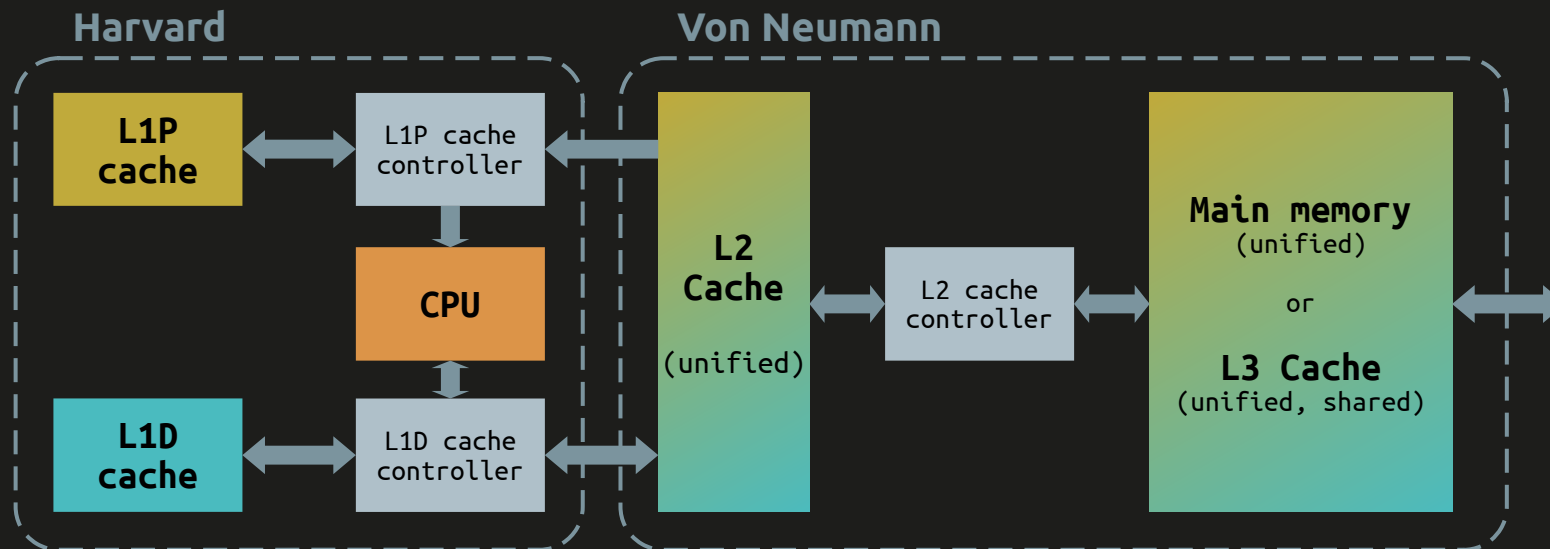 Harvard
Von Neumann
L1P
cache
L1P cache
controller
CPU
L1D
cache
L1D cache
controller
L2
Cache
(unified)
L2 cache
controller
Main memory
(unified)
or
L3 Cache
(unified, shared)